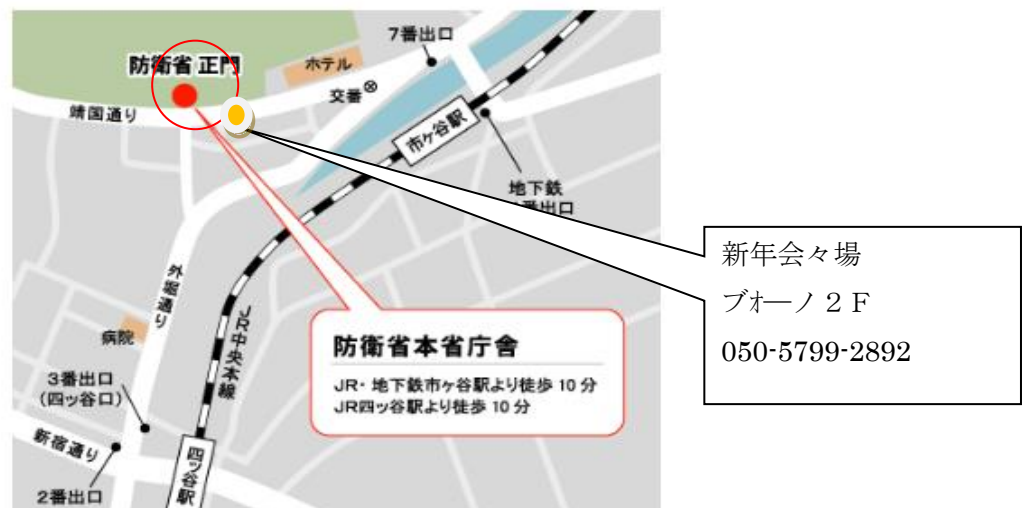 7番出口
防衛省 正門
ホテル
交番
靖国通り
市ヶ谷駅
地下鉄
番出口
外堀通り
病院
JR中央本線
3番出口
(四ッ谷口)
新宿通り
四ツ谷駅
2番出口
防衛省本省庁舎
JR・地下鉄市ヶ谷駅より徒歩 10 分
JR四ッ谷駅より徒歩 10 分
新年会々場
ブオーノ 2 F
050-5799-2892